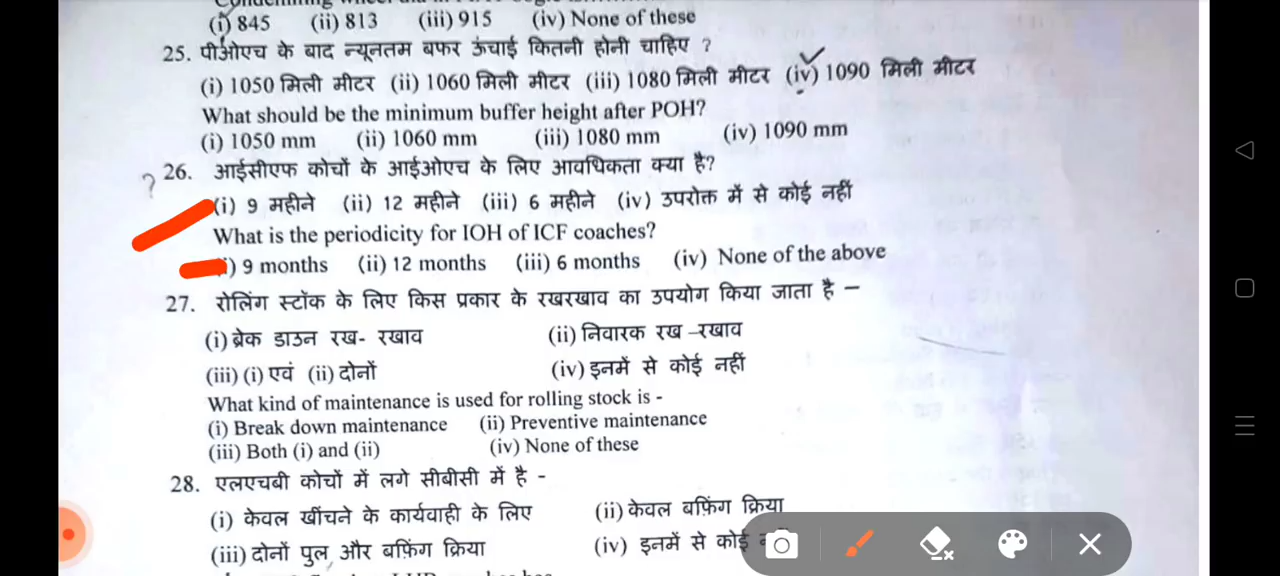 (i) 845 (ii) 813 (iii) 915 (iv) None of these
25. पीओएच के बाद न्यूनतम बफर ऊंचाई कितनी होनी चाहिए ?
(i) 1050 मिली मीटर (ii) 1060 मिली मीटर (iii) 1080 मिली मीटर (iv) 1090 मिली मीटर
What should be the minimum buffer height after POH?
(i) 1050 mm (ii) 1060 mm (iii) 1080 mm (iv) 1090 mm
? 26. आईसीएफ कोचों के आईओएच के लिए आवधिकता क्या है?
(i) 9 महीने (ii) 12 महीने (iii) 6 महीने (iv) उपरोक्त में से कोई नहीं
What is the periodicity for IOH of ICF coaches?
) 9 months (ii) 12 months (iii) 6 months (iv) None of the above
27. रोलिंग स्टॉक के लिए किस प्रकार के रखरखाव का उपयोग किया जाता है –
(i) ब्रेक डाउन रख- रखाव (ii) निवारक रख –रखाव
(iii) (i) एवं (ii) दोनों (iv) इनमें से कोई नहीं
What kind of maintenance is used for rolling stock is -
(i) Break down maintenance (ii) Preventive maintenance
(iii) Both (i) and (ii) (iv) None of these
28. एलएचबी कोचों में लगे सीबीसी में है -
(i) केवल खींचने के कार्यवाही के लिए (ii) केवल बफ़िंग क्रिया
(iii) दोनों पुल और बफ़िंग क्रिया (iv) इनमें से कोई